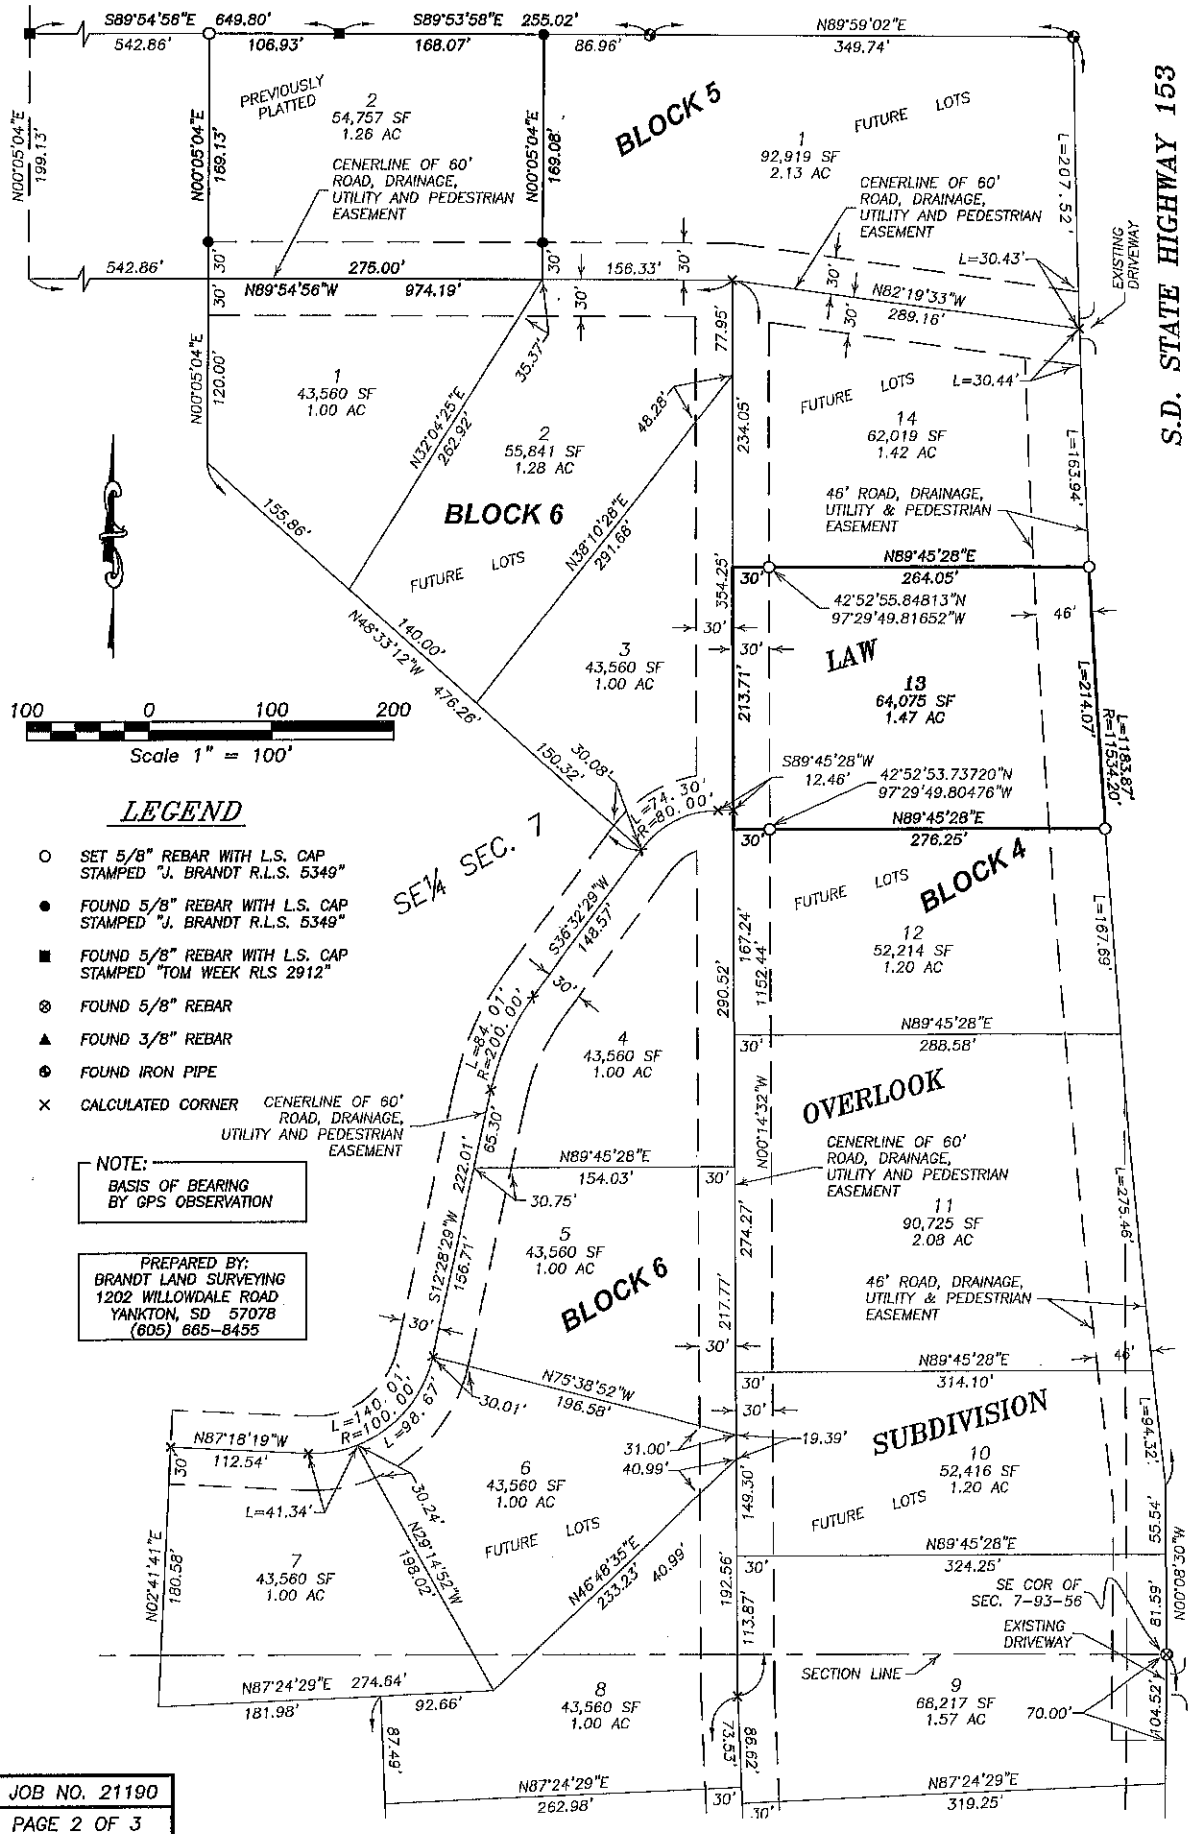 S89°54'56"E 649.80'
S89°53'58"E 255.02'
N89°59'02"E
542.86'
106.93'
168.07'
86.96'
349.74'
S.D. STATE HIGHWAY 153
N00°05'04"E
199.13'
N00°05'04"E
169.13'
PREVIOUSLY
PLATTED
2
54,757 SF
1.26 AC
CENERLINE OF 60'
ROAD, DRAINAGE,
UTILITY AND PEDESTRIAN
EASEMENT
N00°05'04"E
169.08'
BLOCK 5
FUTURE LOTS
1
92,919 SF
2.13 AC
CENERLINE OF 60'
ROAD, DRAINAGE,
UTILITY AND PEDESTRIAN
EASEMENT
L=207.52'
L=30.43'
EXISTING
DRIVEWAY
542.86'
30'
275.00'
30'
156.33'
30'
30'
N82°19'33"W
289.16'
30'
30'
N89°54'56"W 974.19'
30'
35.37'
77.95'
N00°05'04"E
120.00'
1
43,560 SF
1.00 AC
N32°04'25"E
262.92'
2
55,841 SF
1.28 AC
48.28'
234.05'
FUTURE LOTS
L=30.44'
14
62,019 SF
1.42 AC
L=163.94'
46' ROAD, DRAINAGE,
UTILITY & PEDESTRIAN
EASEMENT
155.86'
BLOCK 6
FUTURE LOTS
N38°10'28"E
291.68'
354.25'
N89°45'28"E
264.05'
30'
42°52'55.84813"N
97°29'49.81652"W
46'
140.00'
N48°33'12"W
476.26'
3
43,560 SF
1.00 AC
30'
30'
213.71'
LAW
13
64,075 SF
1.47 AC
L=214.07'
L=1183.87'
R=11534.20'
100 0 100 200
Scale 1" = 100'
150.32'
30.08'
L=74.30'
R=80.00'
S89°45'28"W
12.46'
42°52'53.73720"N
97°29'49.80476"W
N89°45'28"E
30'
276.25'
LEGEND
SET 5/8" REBAR WITH L.S. CAP
STAMPED "J. BRANDT R.L.S. 5349"
FOUND 5/8" REBAR WITH L.S. CAP
STAMPED "J. BRANDT R.L.S. 5349"
FOUND 5/8" REBAR WITH L.S. CAP
STAMPED "TOM WEEK RLS 2912"
FOUND 5/8" REBAR
FOUND 3/8" REBAR
FOUND IRON PIPE
CALCULATED CORNER
SE¼ SEC. 7
S36°32'29"W
148.57'
30'
FUTURE LOTS
BLOCK 4
12
52,214 SF
1.20 AC
L=167.69'
167.24'
290.52'
1152.44'
N00°14'32"W
L=84.01'
R=200.00'
4
43,560 SF
1.00 AC
N89°45'28"E
30'
288.58'
OVERLOOK
CENERLINE OF 60'
ROAD, DRAINAGE,
UTILITY AND PEDESTRIAN
EASEMENT
65.30'
222.01'
S12°28'29"W
156.71'
N89°45'28"E
154.03'
30'
30.75'
CENERLINE OF 60'
ROAD, DRAINAGE,
UTILITY AND PEDESTRIAN
EASEMENT
NOTE:
BASIS OF BEARING
BY GPS OBSERVATION
5
43,560 SF
1.00 AC
274.27'
11
90,725 SF
2.08 AC
L=275.46'
PREPARED BY:
BRANDT LAND SURVEYING
1202 WILLOWDALE ROAD
YANKTON, SD 57078
(605) 665-8455
BLOCK 6
217.77'
46' ROAD, DRAINAGE,
UTILITY & PEDESTRIAN
EASEMENT
30'
30'
46'
N89°45'28"E
30'
314.10'
30'
N75°38'52"W
196.58'
30.01'
L=140.01'
R=100.00'
L=98.67'
N87°18'19"W
112.54'
30'
L=41.34'
30.24'
31.00'
40.99'
19.39'
SUBDIVISION
L=94.32'
6
43,560 SF
1.00 AC
FUTURE LOTS
149.30'
10
52,416 SF
1.20 AC
FUTURE LOTS
55.54'
N00°08'30"W
N02°41'41"E
180.58'
7
43,560 SF
1.00 AC
N29°14'52"W
198.02'
N46°48'35"E
233.23'
40.99'
192.56'
113.87'
N89°45'28"E
30'
324.25'
SE COR OF
SEC. 7-93-56
81.59'
EXISTING
DRIVEWAY
SECTION LINE
N87°24'29"E 274.64'
181.98'
92.66'
8
43,560 SF
1.00 AC
9
68,217 SF
1.57 AC
70.00'
104.52'
87.49'
73.53'
86.62'
N87°24'29"E
262.98'
30'
N87°24'29"E
30'
319.25'
JOB NO. 21190
PAGE 2 OF 3